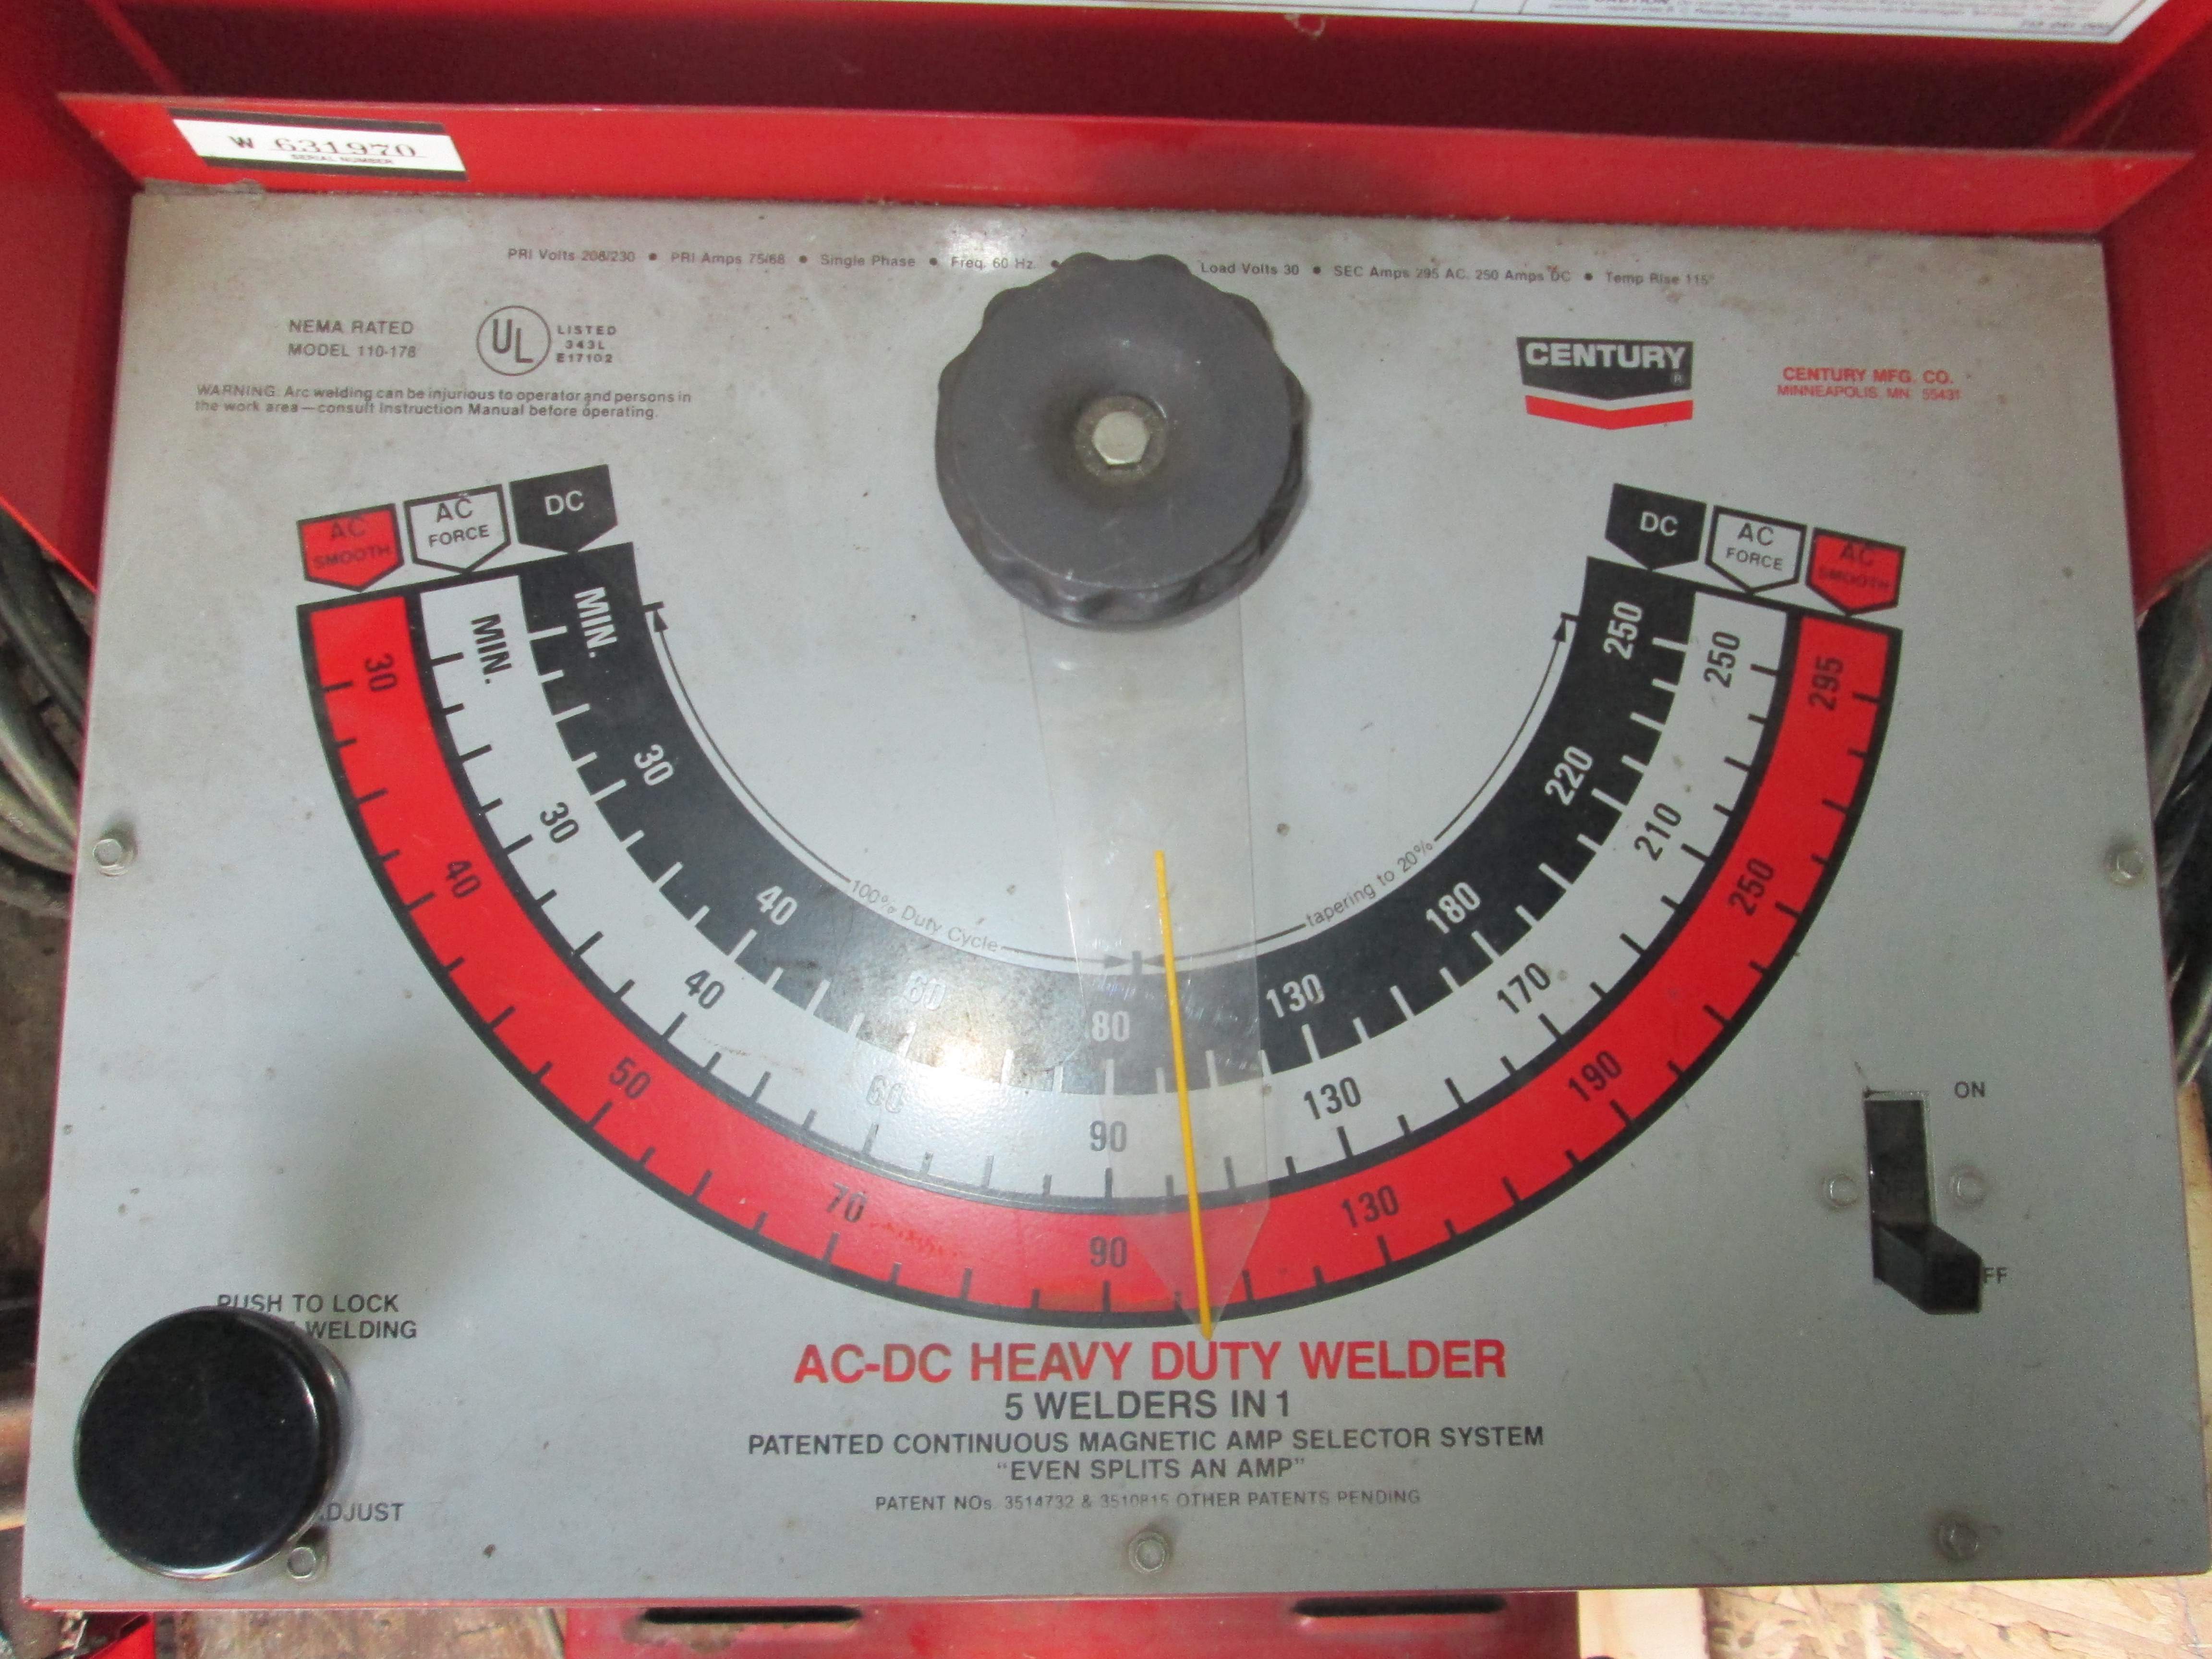 CAUTION
W 631970
SERIAL NUMBER
PRI Volts 208/230 • PRI Amps 75/68 • Single Phase • Freq. 60 Hz. • Load Volts 30 • SEC Amps 295 AC, 250 Amps DC • Temp Rise 115°
NEMA RATED
MODEL 110-178
UL
LISTED
343L
E17102
WARNING: Arc welding can be injurious to operator and persons in
the work area—consult Instruction Manual before operating.
CENTURY
®
CENTURY MFG. CO.
MINNEAPOLIS, MN. 55431
AC SMOOTH
AC FORCE
DC
DC
AC FORCE
AC SMOOTH
MIN. 30 40 60 80 130 180 220 250
MIN. 30 40 60 90 130 170 210 250
30 40 50 70 90 130 190 250 295
100% Duty Cycle
tapering to 20%
ON
OFF
FF
PUSH TO LOCK
WELDING
DJUST
AC-DC HEAVY DUTY WELDER
5 WELDERS IN 1
PATENTED CONTINUOUS MAGNETIC AMP SELECTOR SYSTEM
"EVEN SPLITS AN AMP"
PATENT NOs. 3514732 & 3510815 OTHER PATENTS PENDING